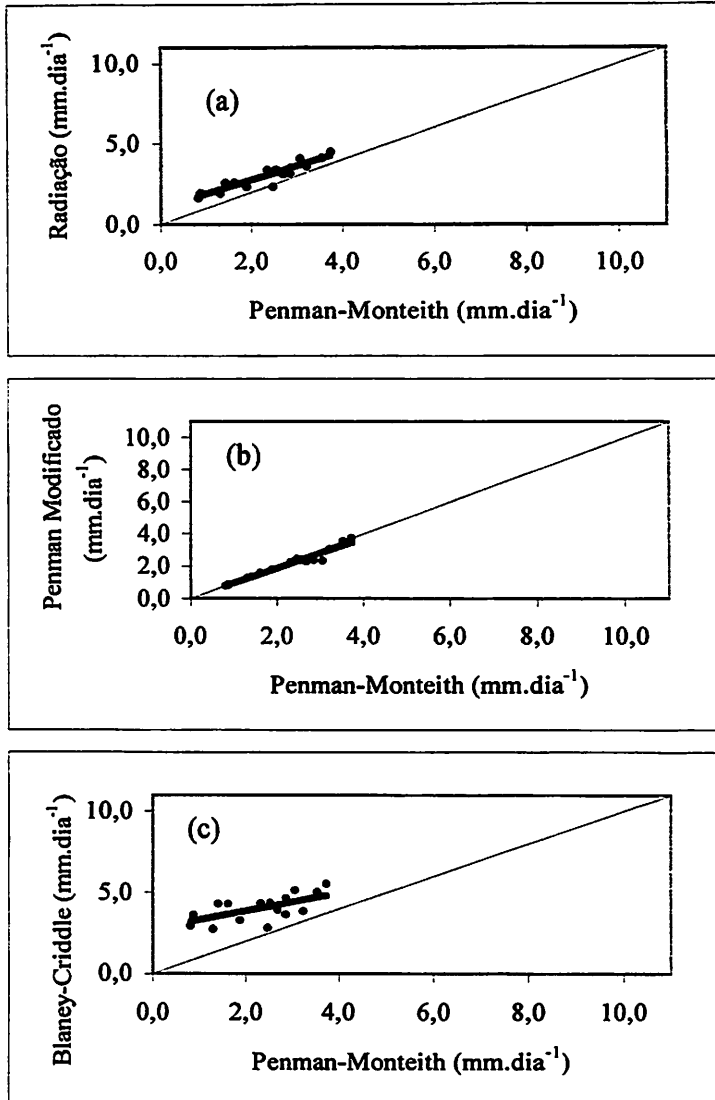 Radiação (mm.dia⁻¹)
10,0
(a)
5,0
0,0
0,0 2,0 4,0 6,0 8,0 10,0
Penman-Monteith (mm.dia⁻¹)
Penman Modificado
(mm.dia⁻¹)
10,0
(b)
8,0
6,0
4,0
2,0
0,0
0,0 2,0 4,0 6,0 8,0 10,0
Penman-Monteith (mm.dia⁻¹)
Blaney-Criddle (mm.dia⁻¹)
10,0
(c)
5,0
0,0
0,0 2,0 4,0 6,0 8,0 10,0
Penman-Monteith (mm.dia⁻¹)